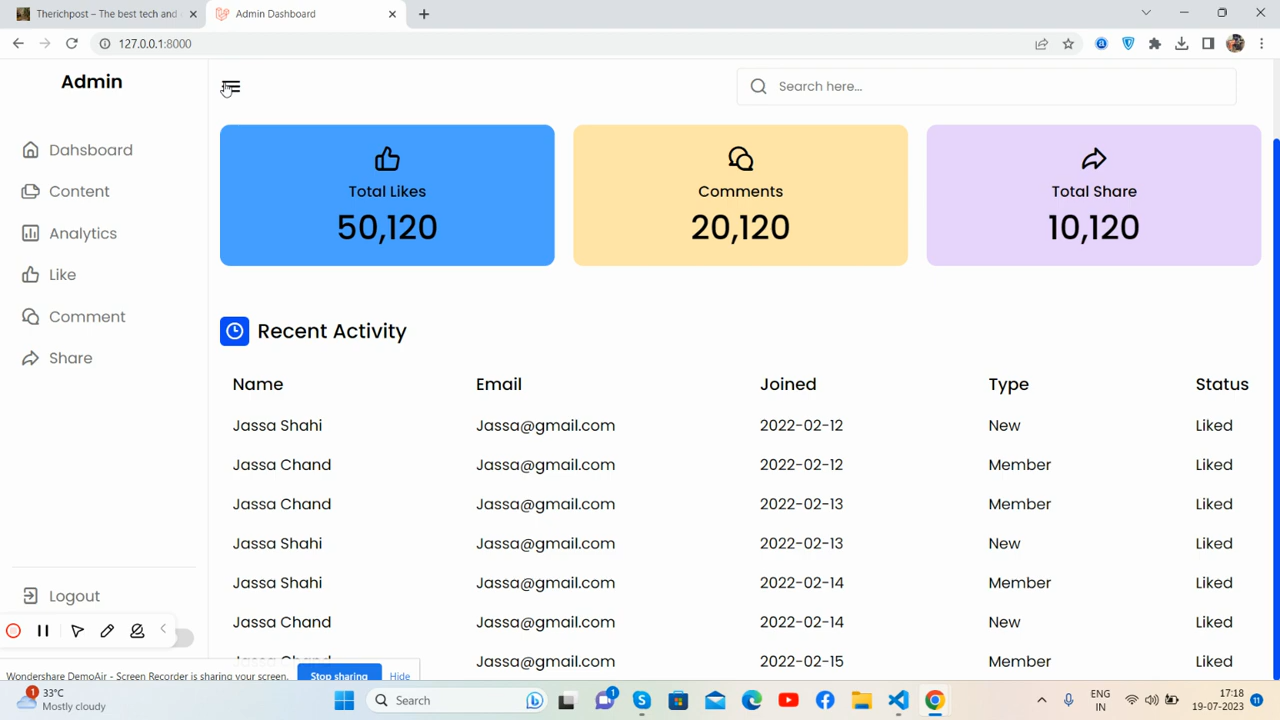 Therichpost – The best tech and
Admin Dashboard
127.0.0.1:8000
Admin
Search here...
Dahsboard
Content
Analytics
Like
Comment
Share
Total Likes
50,120
Comments
20,120
Total Share
10,120
Recent Activity
Name Email Joined Type Status
Jassa Shahi Jassa@gmail.com 2022-02-12 New Liked
Jassa Chand Jassa@gmail.com 2022-02-12 Member Liked
Jassa Chand Jassa@gmail.com 2022-02-13 Member Liked
Jassa Shahi Jassa@gmail.com 2022-02-13 New Liked
Jassa Shahi Jassa@gmail.com 2022-02-14 Member Liked
Jassa Chand Jassa@gmail.com 2022-02-14 New Liked
Jassa Chand Jassa@gmail.com 2022-02-15 Member Liked
Logout
Wondershare DemoAir - Screen Recorder is sharing your screen.
Stop sharing
Hide
1
33°C
Mostly cloudy
Search
1
ENG
IN
17:18
19-07-2023
11